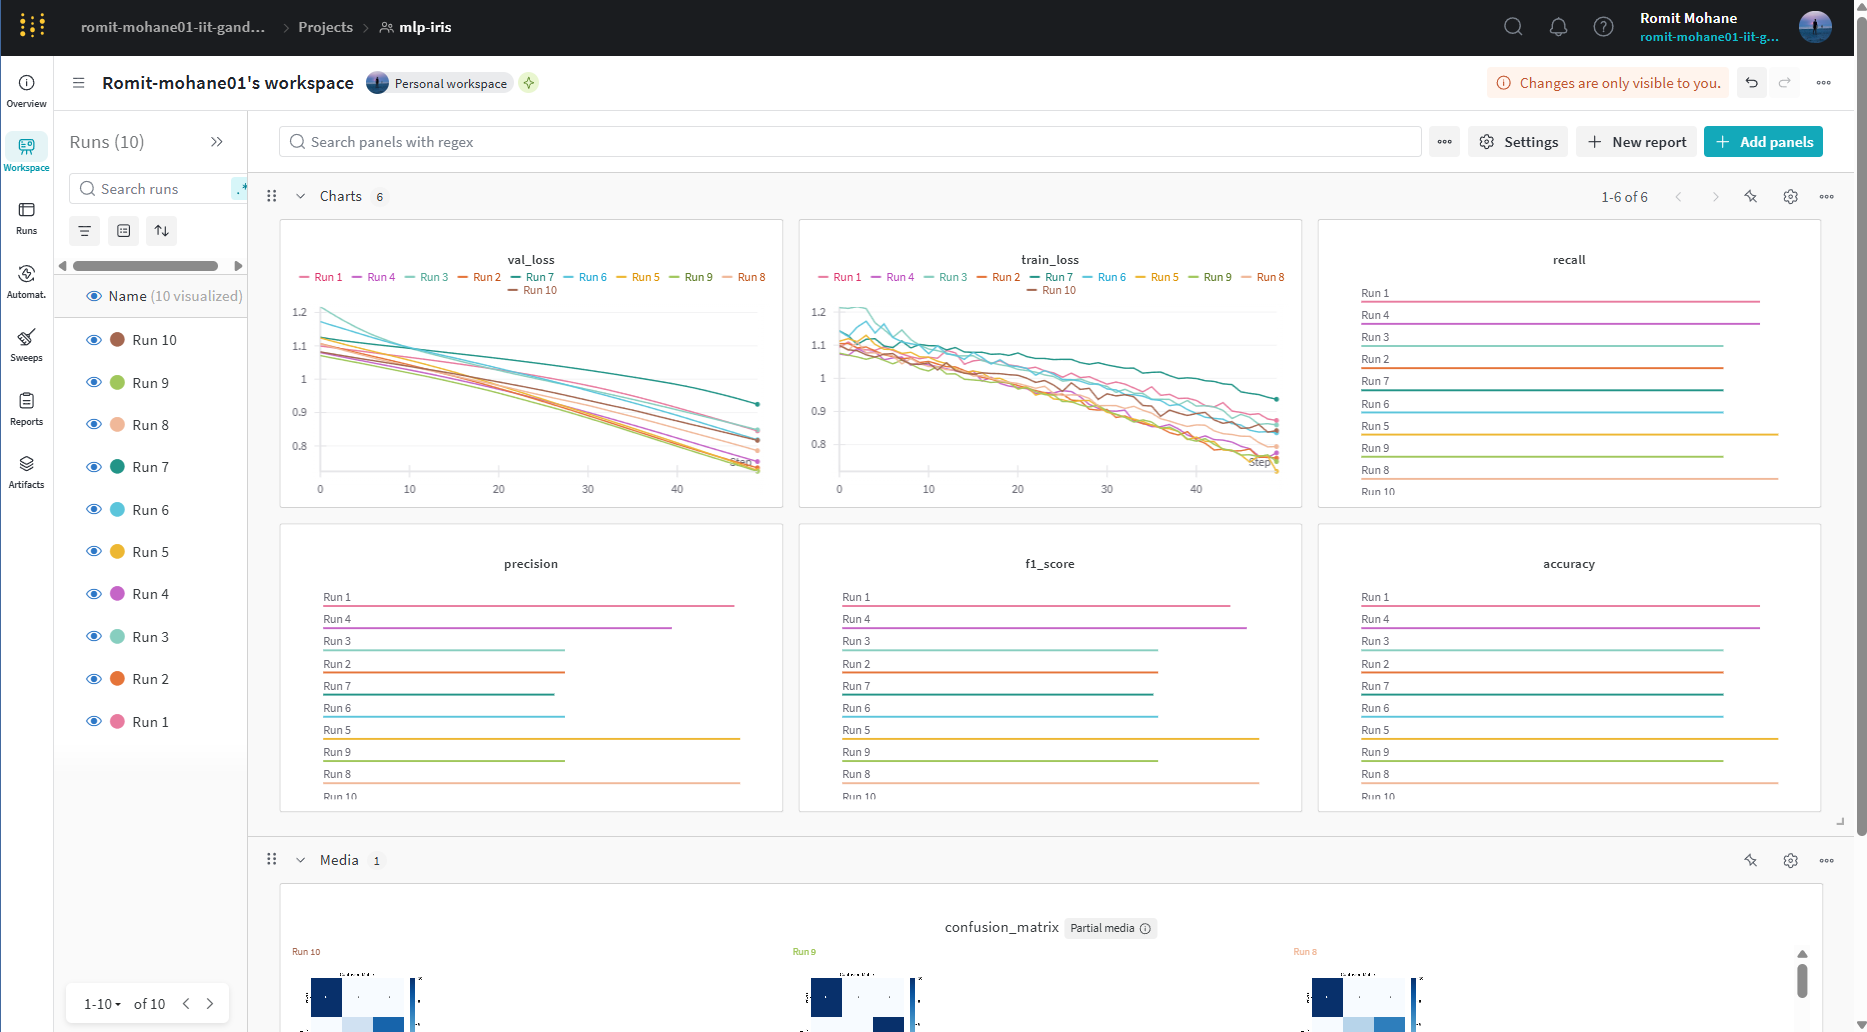 romit-mohane01-iit-gand... > Projects > mlp-iris
Romit Mohane
romit-mohane01-iit-g...
Overview
Workspace
Runs
Automat.
Sweeps
Reports
Artifacts
Romit-mohane01's workspace Personal workspace
Changes are only visible to you.
Runs (10)
Search runs .*
Name (10 visualized)
Run 10
Run 9
Run 8
Run 7
Run 6
Run 5
Run 4
Run 3
Run 2
Run 1
1-10 of 10
Search panels with regex
Settings
New report
Add panels
Charts 6
1-6 of 6
val_loss
Run 1 Run 4 Run 3 Run 2 Run 7 Run 6 Run 5 Run 9 Run 8
Run 10
1.2
1.1
1
0.9
0.8
Step
0 10 20 30 40
train_loss
Run 1 Run 4 Run 3 Run 2 Run 7 Run 6 Run 5 Run 9 Run 8
Run 10
1.2
1.1
1
0.9
0.8
Step
0 10 20 30 40
recall
Run 1
Run 4
Run 3
Run 2
Run 7
Run 6
Run 5
Run 9
Run 8
Run 10
precision
Run 1
Run 4
Run 3
Run 2
Run 7
Run 6
Run 5
Run 9
Run 8
Run 10
f1_score
Run 1
Run 4
Run 3
Run 2
Run 7
Run 6
Run 5
Run 9
Run 8
Run 10
accuracy
Run 1
Run 4
Run 3
Run 2
Run 7
Run 6
Run 5
Run 9
Run 8
Run 10
Media 1
confusion_matrix Partial media
Run 10
Run 9
Run 8